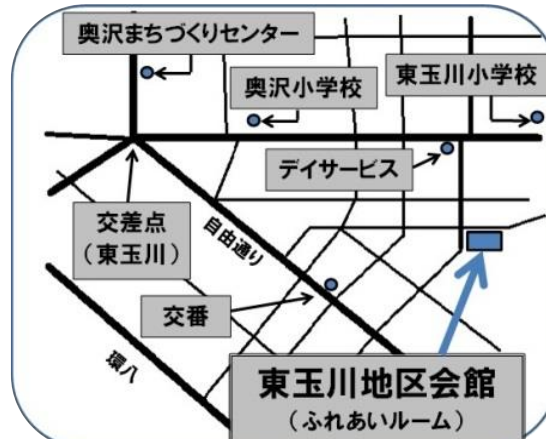 奥沢まちづくりセンター
奥沢小学校
東玉川小学校
デイサービス
交差点
（東玉川）
自由通り
交番
環八
東玉川地区会館
（ふれあいルーム）